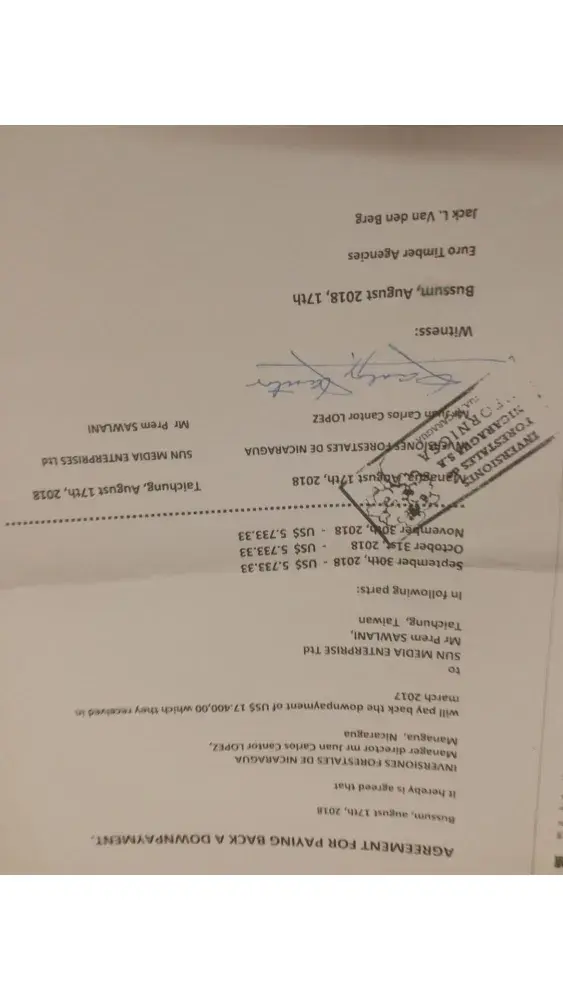 AGREEMENT FOR PAYING BACK A DOWNPAYMENT.
Bussum, august 17th, 2018
It hereby is agreed that
INVERSIONES FORESTALES DE NICARAGUA
Manager director mr Juan Carlos Cantor LOPEZ,
Managua, Nicaragua
will pay back the downpayment of US$ 17.400,00 which they received in
march 2017
to
SUN MEDIA ENTERPRISE Ltd
Mr Prem SAWLANI,
Taichung, Taiwan
In following parts:
September 30th, 2018 - US$ 5.733.33
October 31st, 2018 - US$ 5.733.33
November 30th, 2018 - US$ 5.733.33
Managua, August 17th, 2018 Taichung, August 17th, 2018
INVERSIONES FORESTALES DE NICARAGUA SUN MEDIA ENTERPRISES Ltd
Mr Juan Carlos Cantor LOPEZ Mr Prem SAWLANI
INVERSIONES
FORESTALES de
NICARAGUA S.A
Witness:
Bussum, August 2018, 17th
Euro Timber Agencies
Jack L. Van den Berg